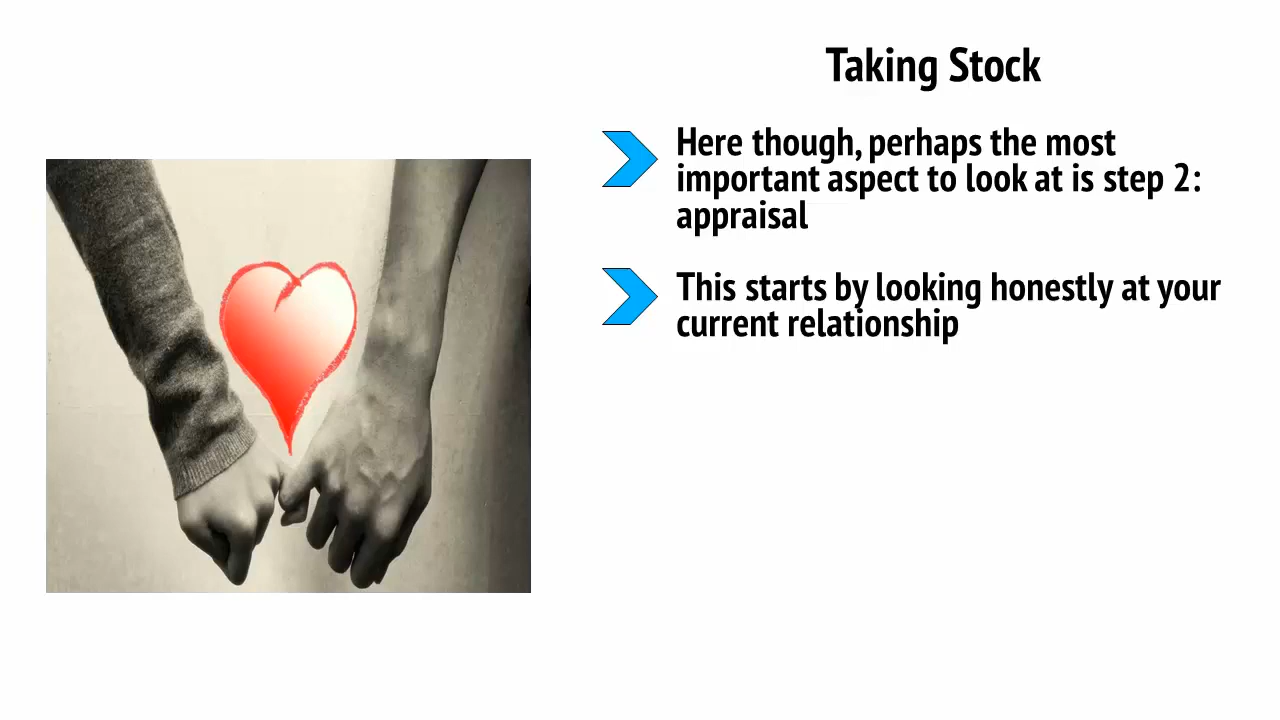 Taking Stock
Here though, perhaps the most
important aspect to look at is step 2:
appraisal
This starts by looking honestly at your
current relationship